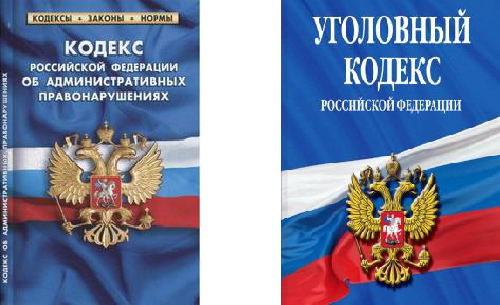 КОДЕКСЫ • ЗАКОНЫ • НОРМЫ
КОДЕКС
РОССИЙСКОЙ ФЕДЕРАЦИИ
ОБ АДМИНИСТРАТИВНЫХ
ПРАВОНАРУШЕНИЯХ
КОДЕКС ОБ АДМИНИСТРАТИВНЫХ ПРАВОНАРУШЕНИЯХ
УГОЛОВНЫЙ
КОДЕКС
РОССИЙСКОЙ ФЕДЕРАЦИИ